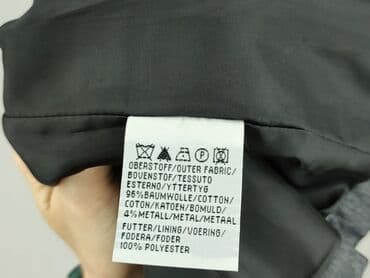 P
OBERSTOFF/OUTER FABRIC/
BOVENSTOF/TESSUTO
ESTERNO/YTTERTYG
96%BAUMWOLLE/COTTON/
COTON/KATOEN/BOMULD/
4%METALL/METAL/METAAL
FUTTER/LINING/VOERING/
FODERA/FODER
100% POLYESTER